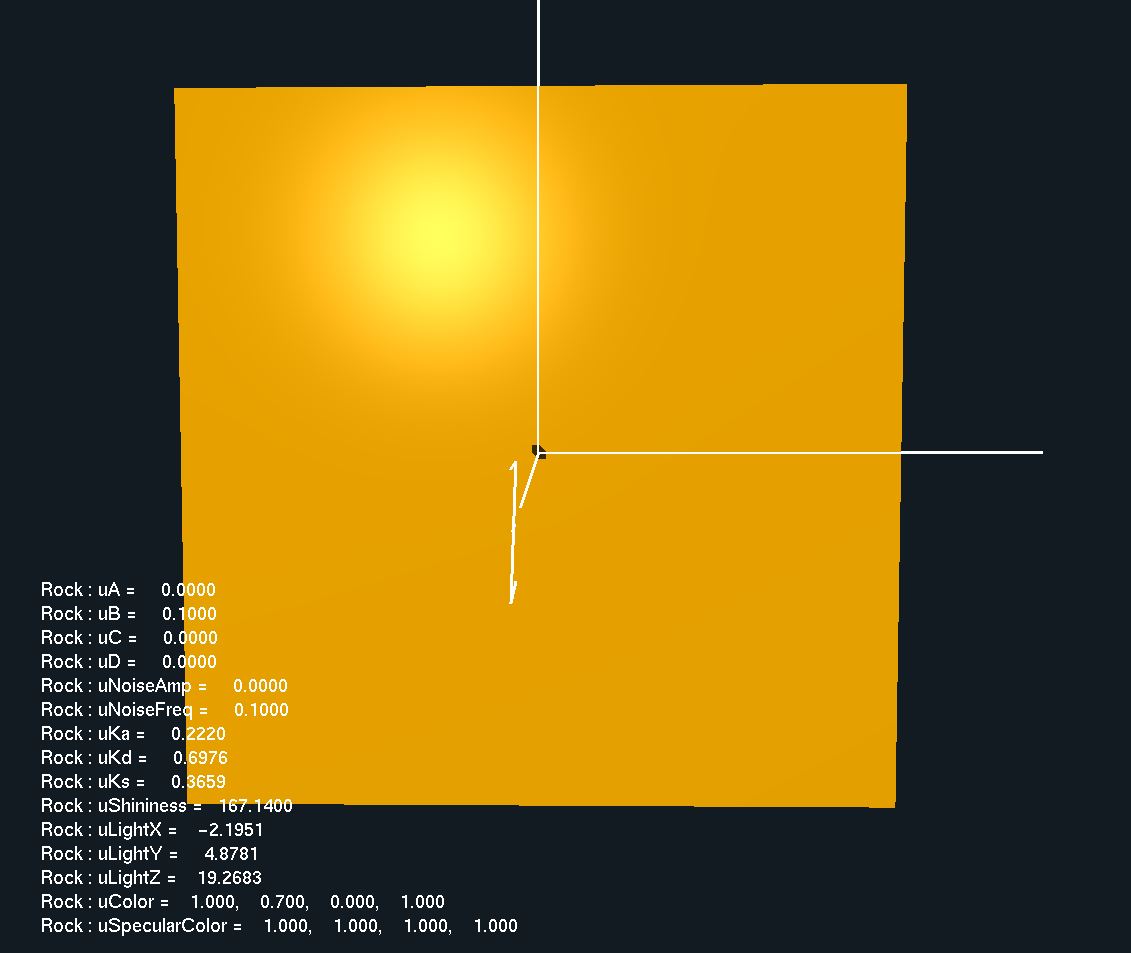 Rock : uA = 0.0000
Rock : uB = 0.1000
Rock : uC = 0.0000
Rock : uD = 0.0000
Rock : uNoiseAmp = 0.0000
Rock : uNoiseFreq = 0.1000
Rock : uKa = 0.2220
Rock : uKd = 0.6976
Rock : uKs = 0.3659
Rock : uShininess = 167.1400
Rock : uLightX = −2.1951
Rock : uLightY = 4.8781
Rock : uLightZ = 19.2683
Rock : uColor = 1.000, 0.700, 0.000, 1.000
Rock : uSpecularColor = 1.000, 1.000, 1.000, 1.000